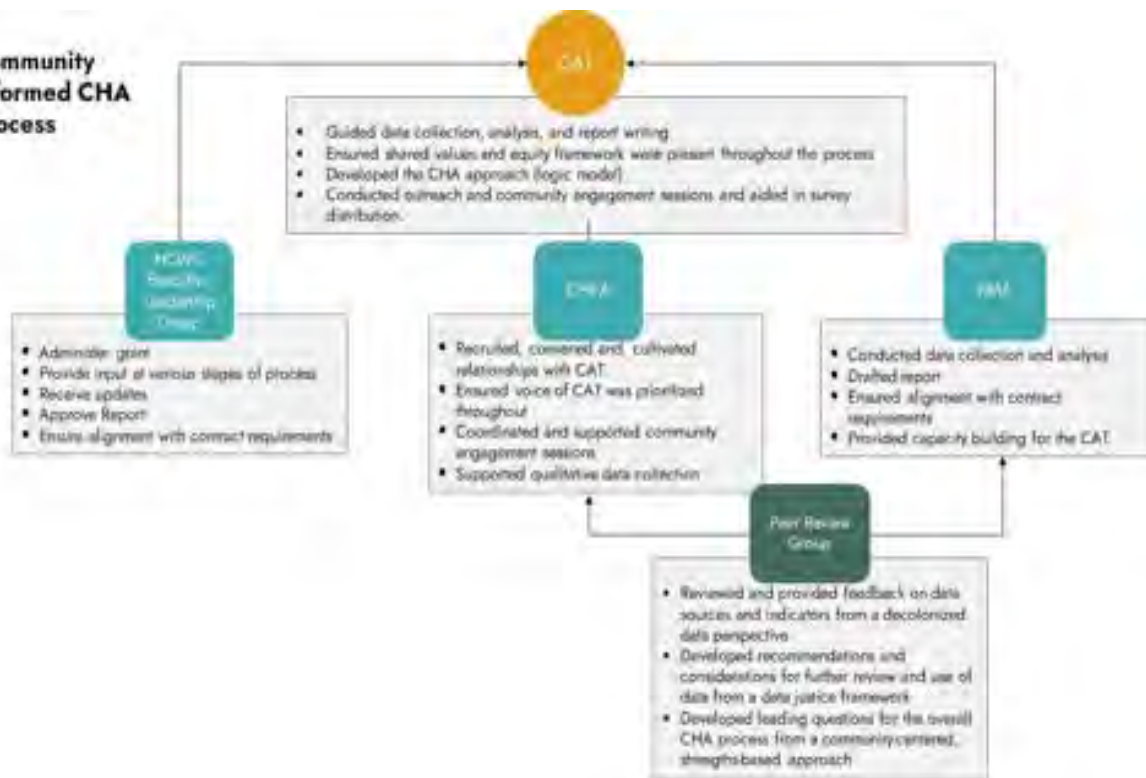 ommunity
formed CHA
ocess
CAT
• Guided data collection, analysis, and report writing
• Ensured shared values and equity framework were present throughout the process
• Developed the CHA approach (logic model)
• Conducted outreach and community engagement sessions and aided in survey
distribution.
Leadership
Group
▪ Administer grant
▪ Provide input at various stages of process
▪ Receive updates
▪ Approve Report
▪ Ensure alignment with contract requirements
▪ Recruited, convened and, cultivated
relationships with CAT.
▪ Ensured voice of CAT was prioritized
throughout
▪ Coordinated and supported community
engagement sessions
▪ Supported qualitative data collection
▪ Conducted data collection and analysis
▪ Drafted report
▪ Ensured alignment with contract
requirements
▪ Provided capacity building for the CAT
Peer Review
Group
▪ Reviewed and provided feedback on data
sources and indicators from a decolonized
data perspective
▪ Developed recommendations and
considerations for further review and use of
data from a data justice framework
▪ Developed leading questions for the overall
CHA process from a community-centered,
strengths-based approach